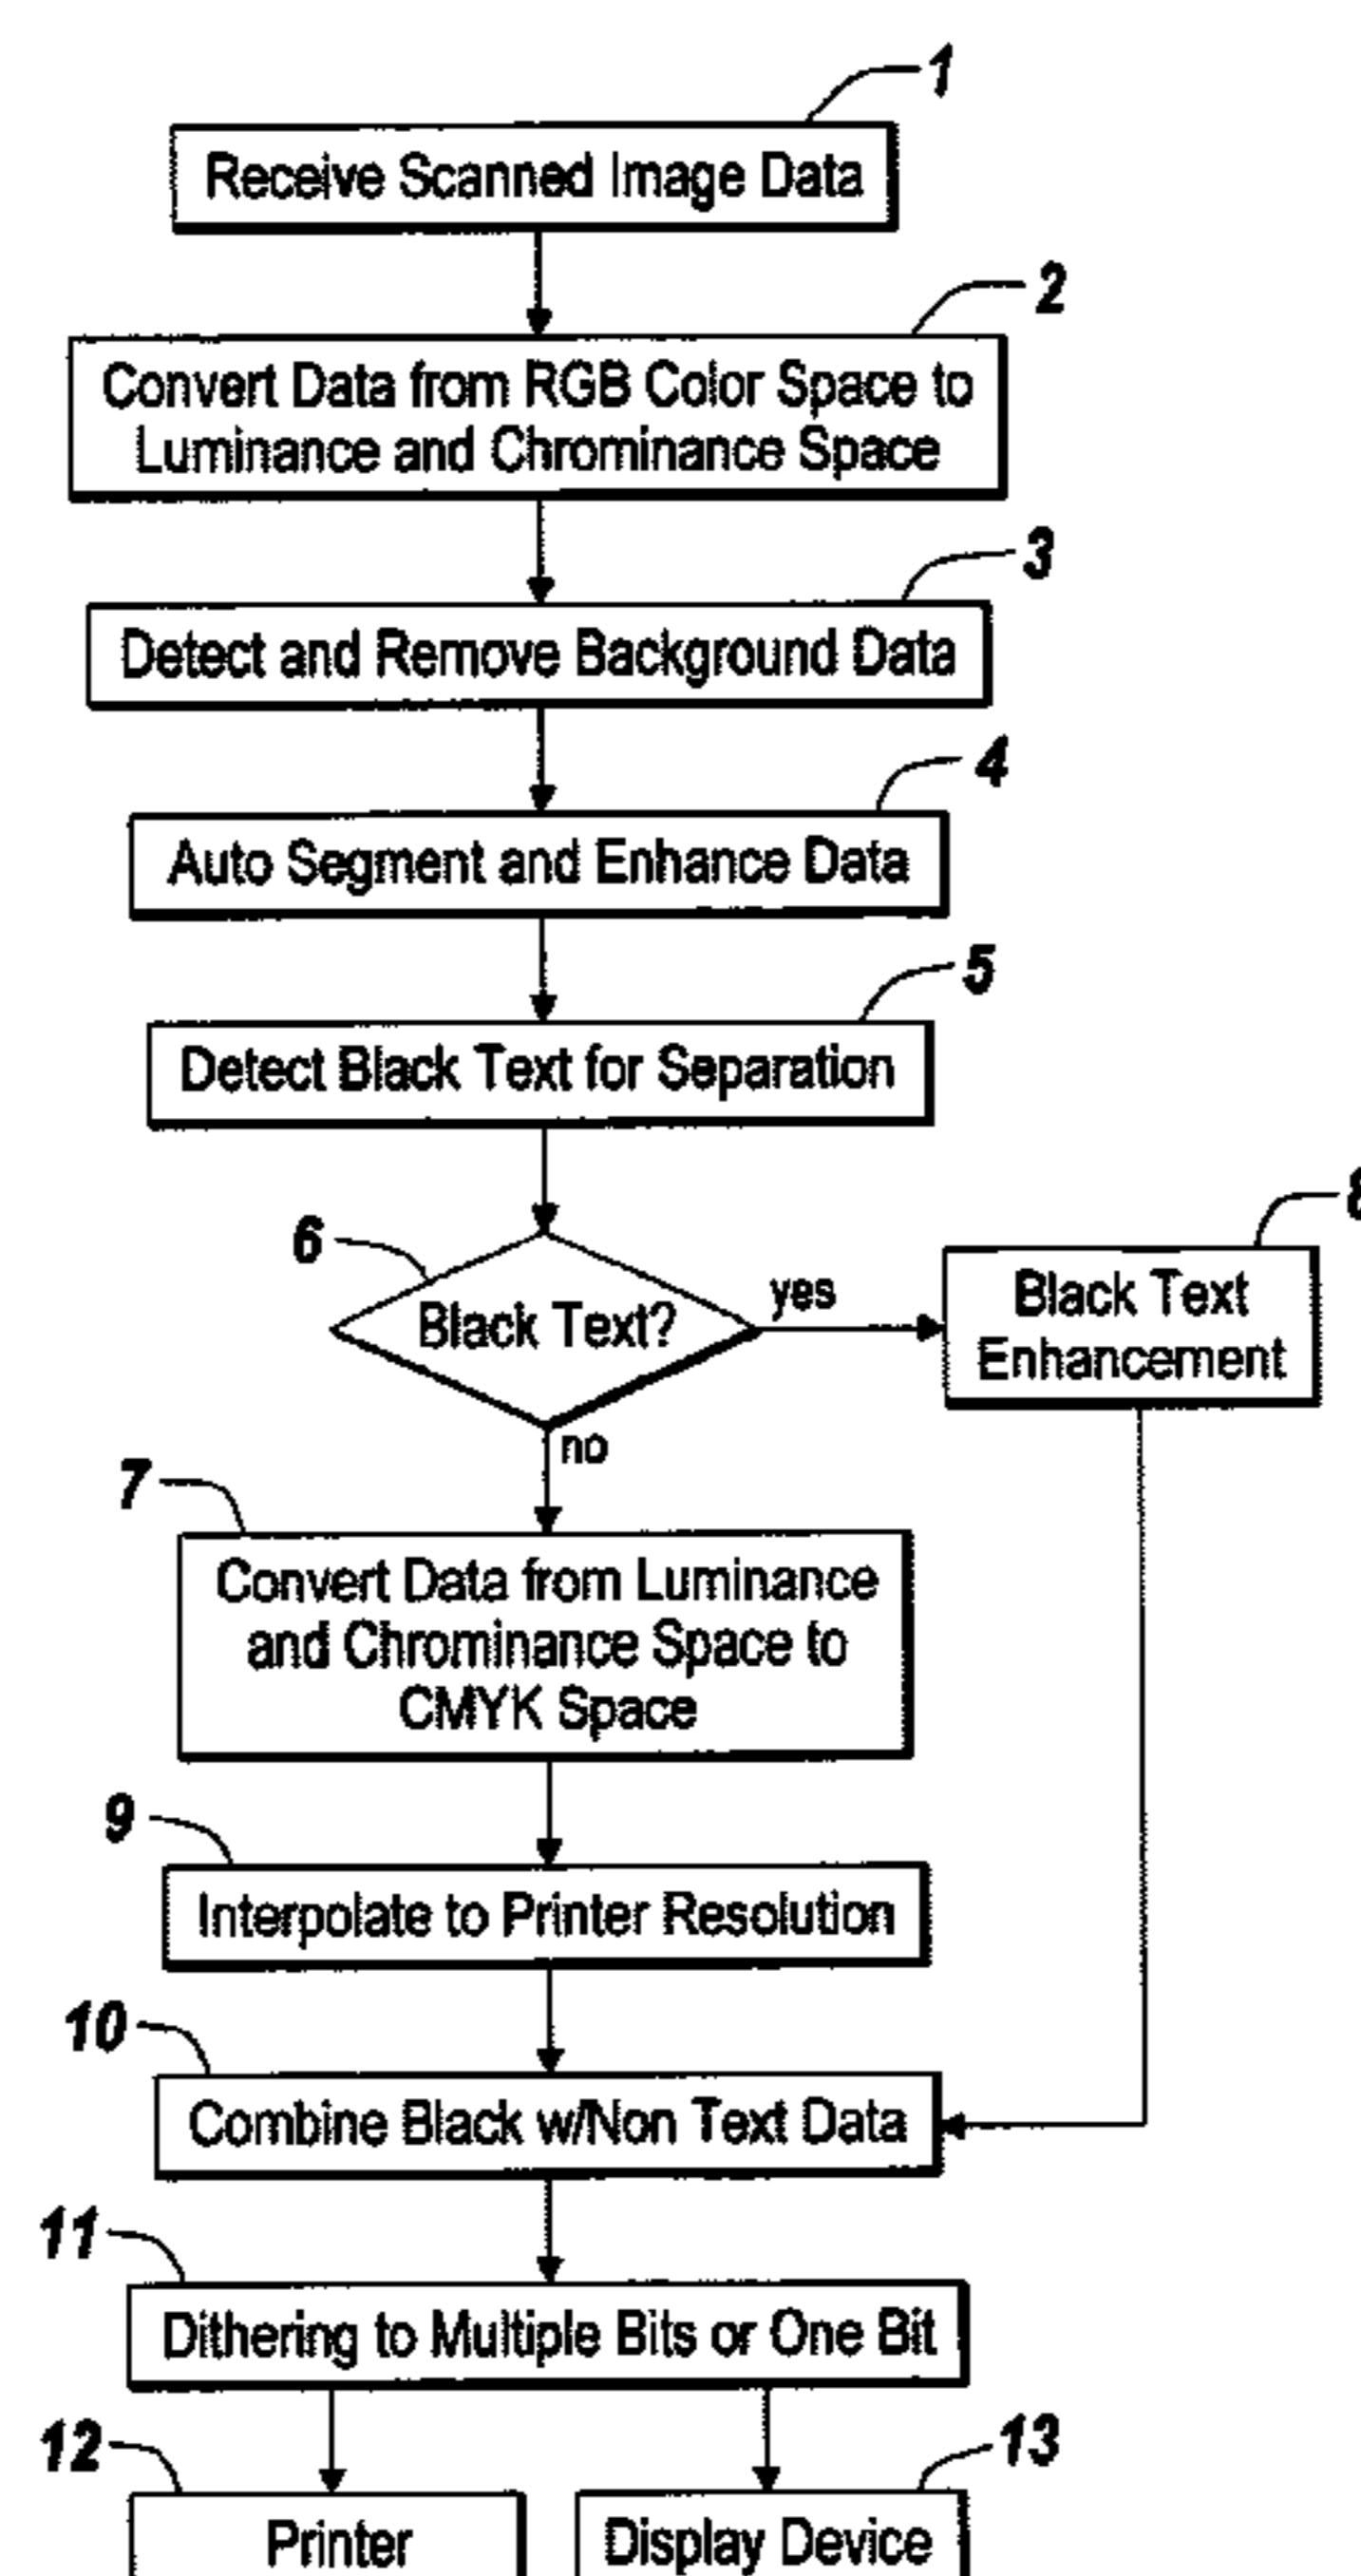 1
Receive Scanned Image Data
2
Convert Data from RGB Color Space to
Luminance and Chrominance Space
3
Detect and Remove Background Data
4
Auto Segment and Enhance Data
5
Detect Black Text for Separation
6
Black Text?
yes
8
Black Text
Enhancement
no
7
Convert Data from Luminance
and Chrominance Space to
CMYK Space
9
Interpolate to Printer Resolution
10
Combine Black w/Non Text Data
11
Dithering to Multiple Bits or One Bit
12
Printer
13
Display Device